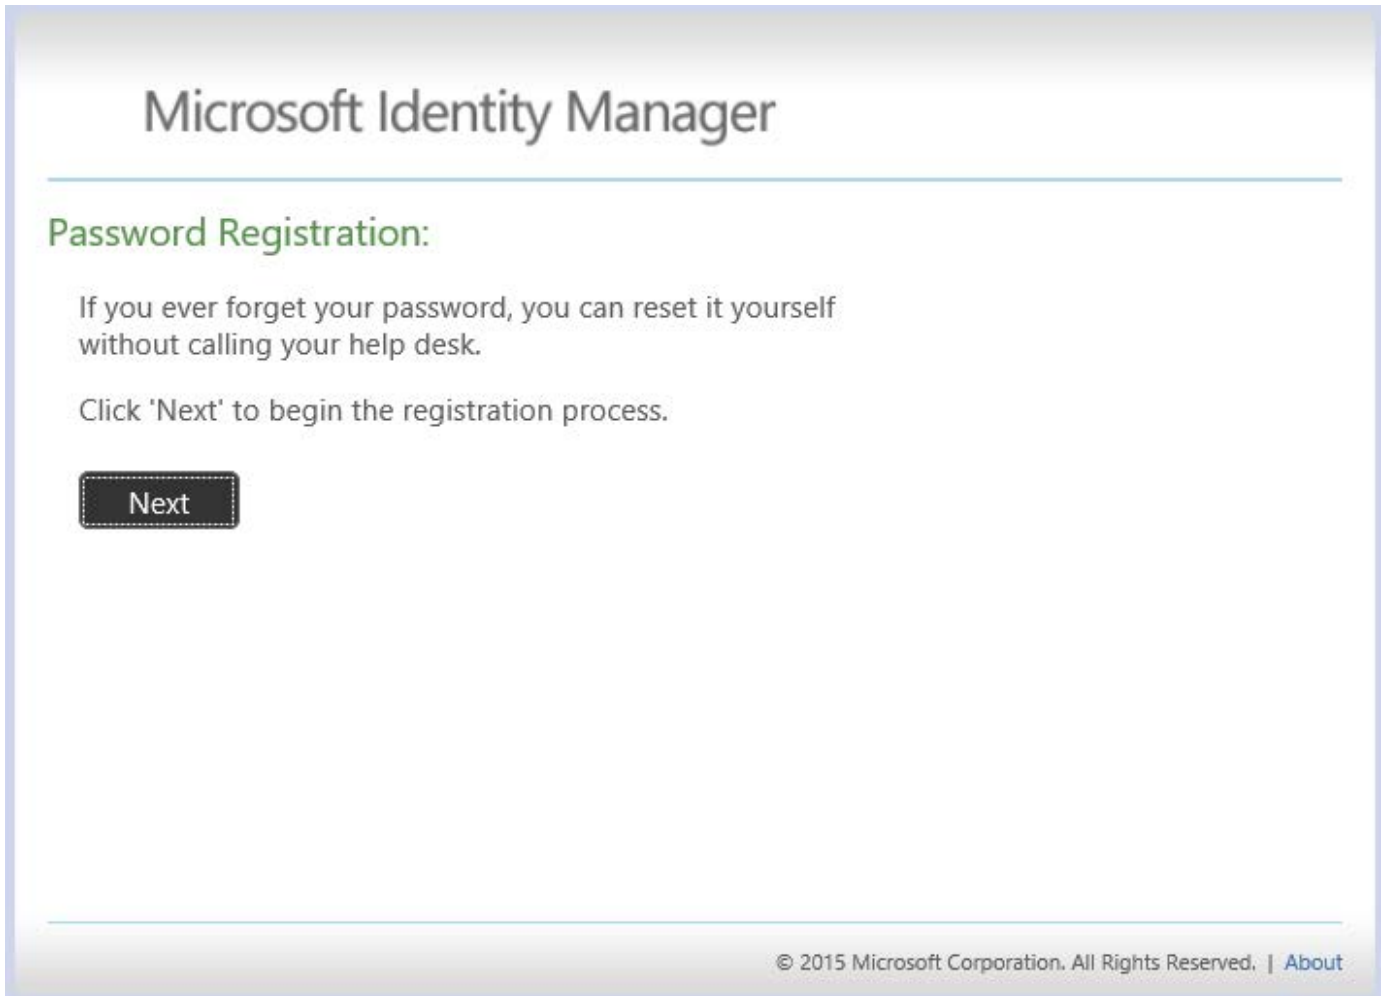 Microsoft Identity Manager
Password Registration:
If you ever forget your password, you can reset it yourself
without calling your help desk.
Click 'Next' to begin the registration process.
Next
© 2015 Microsoft Corporation. All Rights Reserved. | About